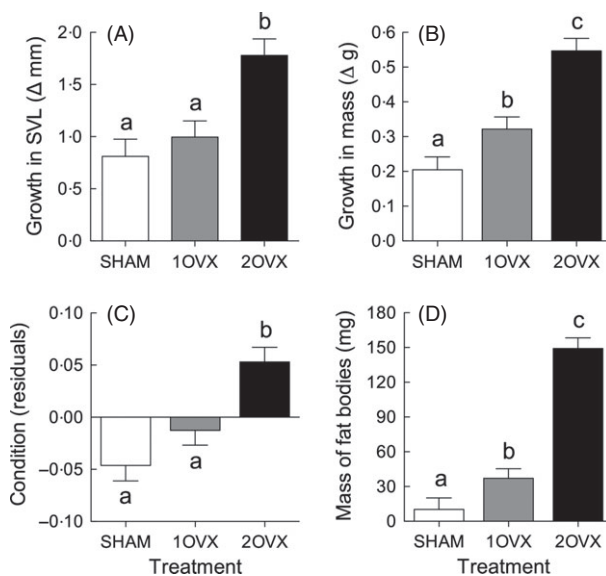 (A)
Growth in SVL (Δ mm)
2·0
1·5
1·0
0·5
0·0
a
a
b
SHAM 1OVX 2OVX
(B)
Growth in mass (Δ g)
0·6
0·5
0·4
0·3
0·2
0·1
0·0
a
b
c
SHAM 1OVX 2OVX
(C)
Condition (residuals)
0·10
0·05
0·00
–0·05
–0·10
a
a
b
SHAM 1OVX 2OVX
Treatment
(D)
Mass of fat bodies (mg)
180
150
120
90
60
30
0
a
b
c
SHAM 1OVX 2OVX
Treatment